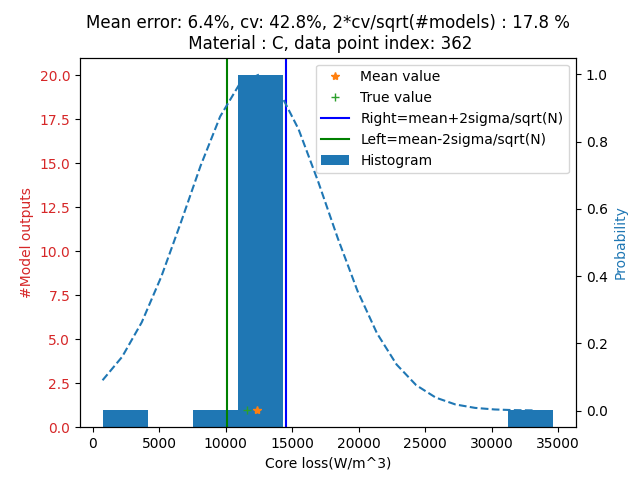 Mean error: 6.4%, cv: 42.8%, 2*cv/sqrt(#models) : 17.8 %
Material : C, data point index: 362
Mean value
True value
Right=mean+2sigma/sqrt(N)
Left=mean-2sigma/sqrt(N)
Histogram
#Model outputs
20.0
17.5
15.0
12.5
10.0
7.5
5.0
2.5
0.0
1.0
0.8
0.6
0.4
0.2
0.0
Probability
0 5000 10000 15000 20000 25000 30000 35000
Core loss(W/m^3)